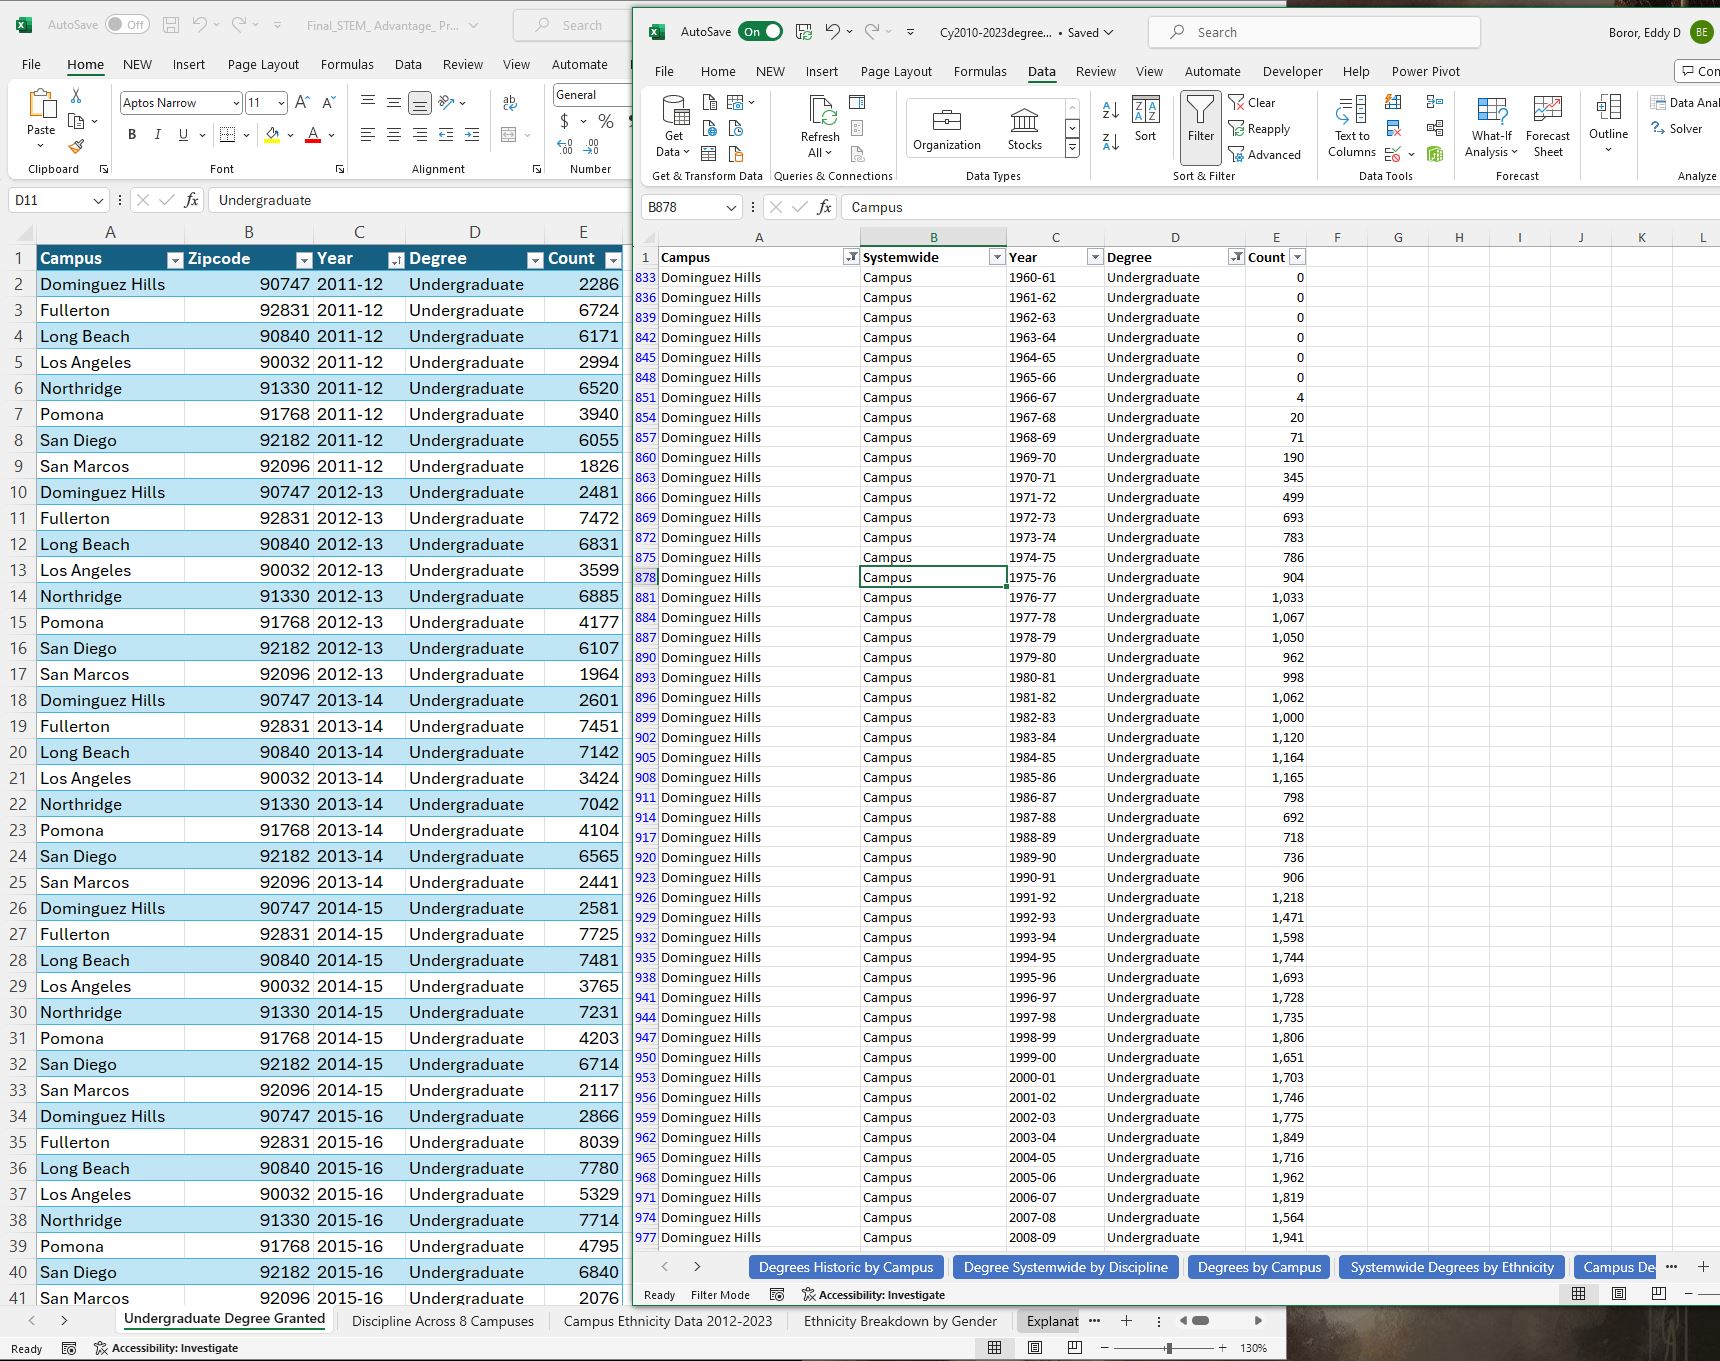 AutoSave Off Final_STEM_ Advantage_ Pr... Search
File Home NEW Insert Page Layout Formulas Data Review View Automate
Paste Aptos Narrow 11 A A ab General
B I U A $ %
Clipboard Font Alignment Number
D11 fx Undergraduate
A B C D E
1 Campus Zipcode Year Degree Count
2 Dominguez Hills 90747 2011-12 Undergraduate 2286
3 Fullerton 92831 2011-12 Undergraduate 6724
4 Long Beach 90840 2011-12 Undergraduate 6171
5 Los Angeles 90032 2011-12 Undergraduate 2994
6 Northridge 91330 2011-12 Undergraduate 6520
7 Pomona 91768 2011-12 Undergraduate 3940
8 San Diego 92182 2011-12 Undergraduate 6055
9 San Marcos 92096 2011-12 Undergraduate 1826
10 Dominguez Hills 90747 2012-13 Undergraduate 2481
11 Fullerton 92831 2012-13 Undergraduate 7472
12 Long Beach 90840 2012-13 Undergraduate 6831
13 Los Angeles 90032 2012-13 Undergraduate 3599
14 Northridge 91330 2012-13 Undergraduate 6885
15 Pomona 91768 2012-13 Undergraduate 4177
16 San Diego 92182 2012-13 Undergraduate 6107
17 San Marcos 92096 2012-13 Undergraduate 1964
18 Dominguez Hills 90747 2013-14 Undergraduate 2601
19 Fullerton 92831 2013-14 Undergraduate 7451
20 Long Beach 90840 2013-14 Undergraduate 7142
21 Los Angeles 90032 2013-14 Undergraduate 3424
22 Northridge 91330 2013-14 Undergraduate 7042
23 Pomona 91768 2013-14 Undergraduate 4104
24 San Diego 92182 2013-14 Undergraduate 6565
25 San Marcos 92096 2013-14 Undergraduate 2441
26 Dominguez Hills 90747 2014-15 Undergraduate 2581
27 Fullerton 92831 2014-15 Undergraduate 7725
28 Long Beach 90840 2014-15 Undergraduate 7481
29 Los Angeles 90032 2014-15 Undergraduate 3765
30 Northridge 91330 2014-15 Undergraduate 7231
31 Pomona 91768 2014-15 Undergraduate 4203
32 San Diego 92182 2014-15 Undergraduate 6714
33 San Marcos 92096 2014-15 Undergraduate 2117
34 Dominguez Hills 90747 2015-16 Undergraduate 2866
35 Fullerton 92831 2015-16 Undergraduate 8039
36 Long Beach 90840 2015-16 Undergraduate 7780
37 Los Angeles 90032 2015-16 Undergraduate 5329
38 Northridge 91330 2015-16 Undergraduate 7714
39 Pomona 91768 2015-16 Undergraduate 4795
40 San Diego 92182 2015-16 Undergraduate 6840
41 San Marcos 92096 2015-16 Undergraduate 2076
Undergraduate Degree Granted Discipline Across 8 Campuses Campus Ethnicity Data 2012-2023 Ethnicity Breakdown by Gender Explanat
Ready Accessibility: Investigate 130%
AutoSave On Cy2010-2023degree... • Saved Search Boror, Eddy D BE
File Home NEW Insert Page Layout Formulas Data Review View Automate Developer Help Power Pivot Con
Get Data Refresh All Organization Stocks Sort Filter Clear Reapply Advanced Text to Columns What-If Analysis Forecast Sheet Outline Data Anal Solver
Get & Transform Data Queries & Connections Data Types Sort & Filter Data Tools Forecast Analyze
B878 fx Campus
A B C D E F G H I J K L
1 Campus Systemwide Year Degree Count
833 Dominguez Hills Campus 1960-61 Undergraduate 0
836 Dominguez Hills Campus 1961-62 Undergraduate 0
839 Dominguez Hills Campus 1962-63 Undergraduate 0
842 Dominguez Hills Campus 1963-64 Undergraduate 0
845 Dominguez Hills Campus 1964-65 Undergraduate 0
848 Dominguez Hills Campus 1965-66 Undergraduate 0
851 Dominguez Hills Campus 1966-67 Undergraduate 4
854 Dominguez Hills Campus 1967-68 Undergraduate 20
857 Dominguez Hills Campus 1968-69 Undergraduate 71
860 Dominguez Hills Campus 1969-70 Undergraduate 190
863 Dominguez Hills Campus 1970-71 Undergraduate 345
866 Dominguez Hills Campus 1971-72 Undergraduate 499
869 Dominguez Hills Campus 1972-73 Undergraduate 693
872 Dominguez Hills Campus 1973-74 Undergraduate 783
875 Dominguez Hills Campus 1974-75 Undergraduate 786
878 Dominguez Hills Campus 1975-76 Undergraduate 904
881 Dominguez Hills Campus 1976-77 Undergraduate 1,033
884 Dominguez Hills Campus 1977-78 Undergraduate 1,067
887 Dominguez Hills Campus 1978-79 Undergraduate 1,050
890 Dominguez Hills Campus 1979-80 Undergraduate 962
893 Dominguez Hills Campus 1980-81 Undergraduate 998
896 Dominguez Hills Campus 1981-82 Undergraduate 1,062
899 Dominguez Hills Campus 1982-83 Undergraduate 1,000
902 Dominguez Hills Campus 1983-84 Undergraduate 1,120
905 Dominguez Hills Campus 1984-85 Undergraduate 1,164
908 Dominguez Hills Campus 1985-86 Undergraduate 1,165
911 Dominguez Hills Campus 1986-87 Undergraduate 798
914 Dominguez Hills Campus 1987-88 Undergraduate 692
917 Dominguez Hills Campus 1988-89 Undergraduate 718
920 Dominguez Hills Campus 1989-90 Undergraduate 736
923 Dominguez Hills Campus 1990-91 Undergraduate 906
926 Dominguez Hills Campus 1991-92 Undergraduate 1,218
929 Dominguez Hills Campus 1992-93 Undergraduate 1,471
932 Dominguez Hills Campus 1993-94 Undergraduate 1,598
935 Dominguez Hills Campus 1994-95 Undergraduate 1,744
938 Dominguez Hills Campus 1995-96 Undergraduate 1,693
941 Dominguez Hills Campus 1996-97 Undergraduate 1,728
944 Dominguez Hills Campus 1997-98 Undergraduate 1,735
947 Dominguez Hills Campus 1998-99 Undergraduate 1,806
950 Dominguez Hills Campus 1999-00 Undergraduate 1,651
953 Dominguez Hills Campus 2000-01 Undergraduate 1,703
956 Dominguez Hills Campus 2001-02 Undergraduate 1,746
959 Dominguez Hills Campus 2002-03 Undergraduate 1,775
962 Dominguez Hills Campus 2003-04 Undergraduate 1,849
965 Dominguez Hills Campus 2004-05 Undergraduate 1,716
968 Dominguez Hills Campus 2005-06 Undergraduate 1,962
971 Dominguez Hills Campus 2006-07 Undergraduate 1,819
974 Dominguez Hills Campus 2007-08 Undergraduate 1,564
977 Dominguez Hills Campus 2008-09 Undergraduate 1,941
Degrees Historic by Campus Degree Systemwide by Discipline Degrees by Campus Systemwide Degrees by Ethnicity Campus De
Ready Filter Mode Accessibility: Investigate